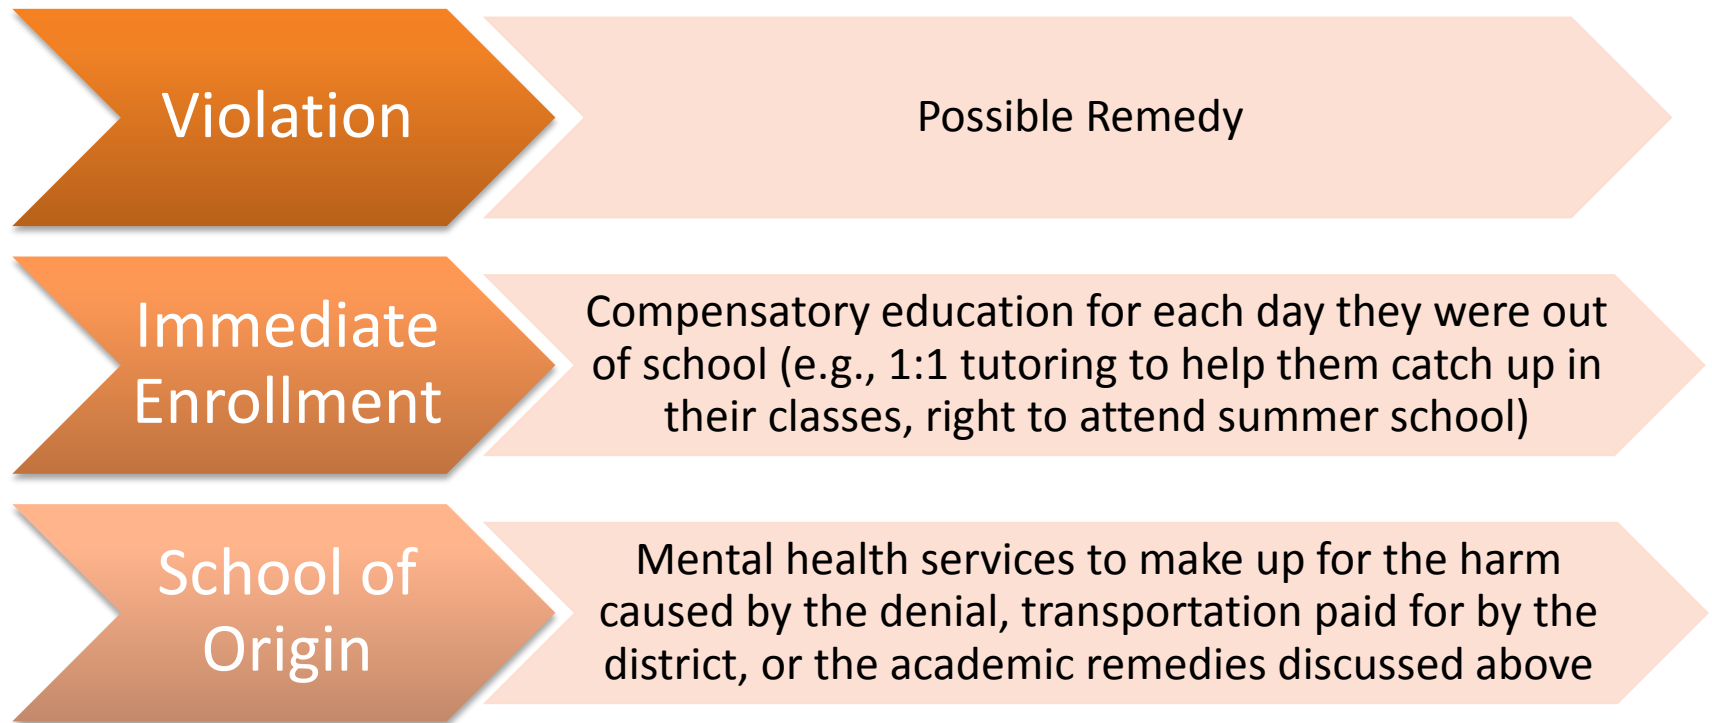 Violation
Possible Remedy
Immediate
Enrollment
Compensatory education for each day they were out
of school (e.g., 1:1 tutoring to help them catch up in
their classes, right to attend summer school)
School of
Origin
Mental health services to make up for the harm
caused by the denial, transportation paid for by the
district, or the academic remedies discussed above